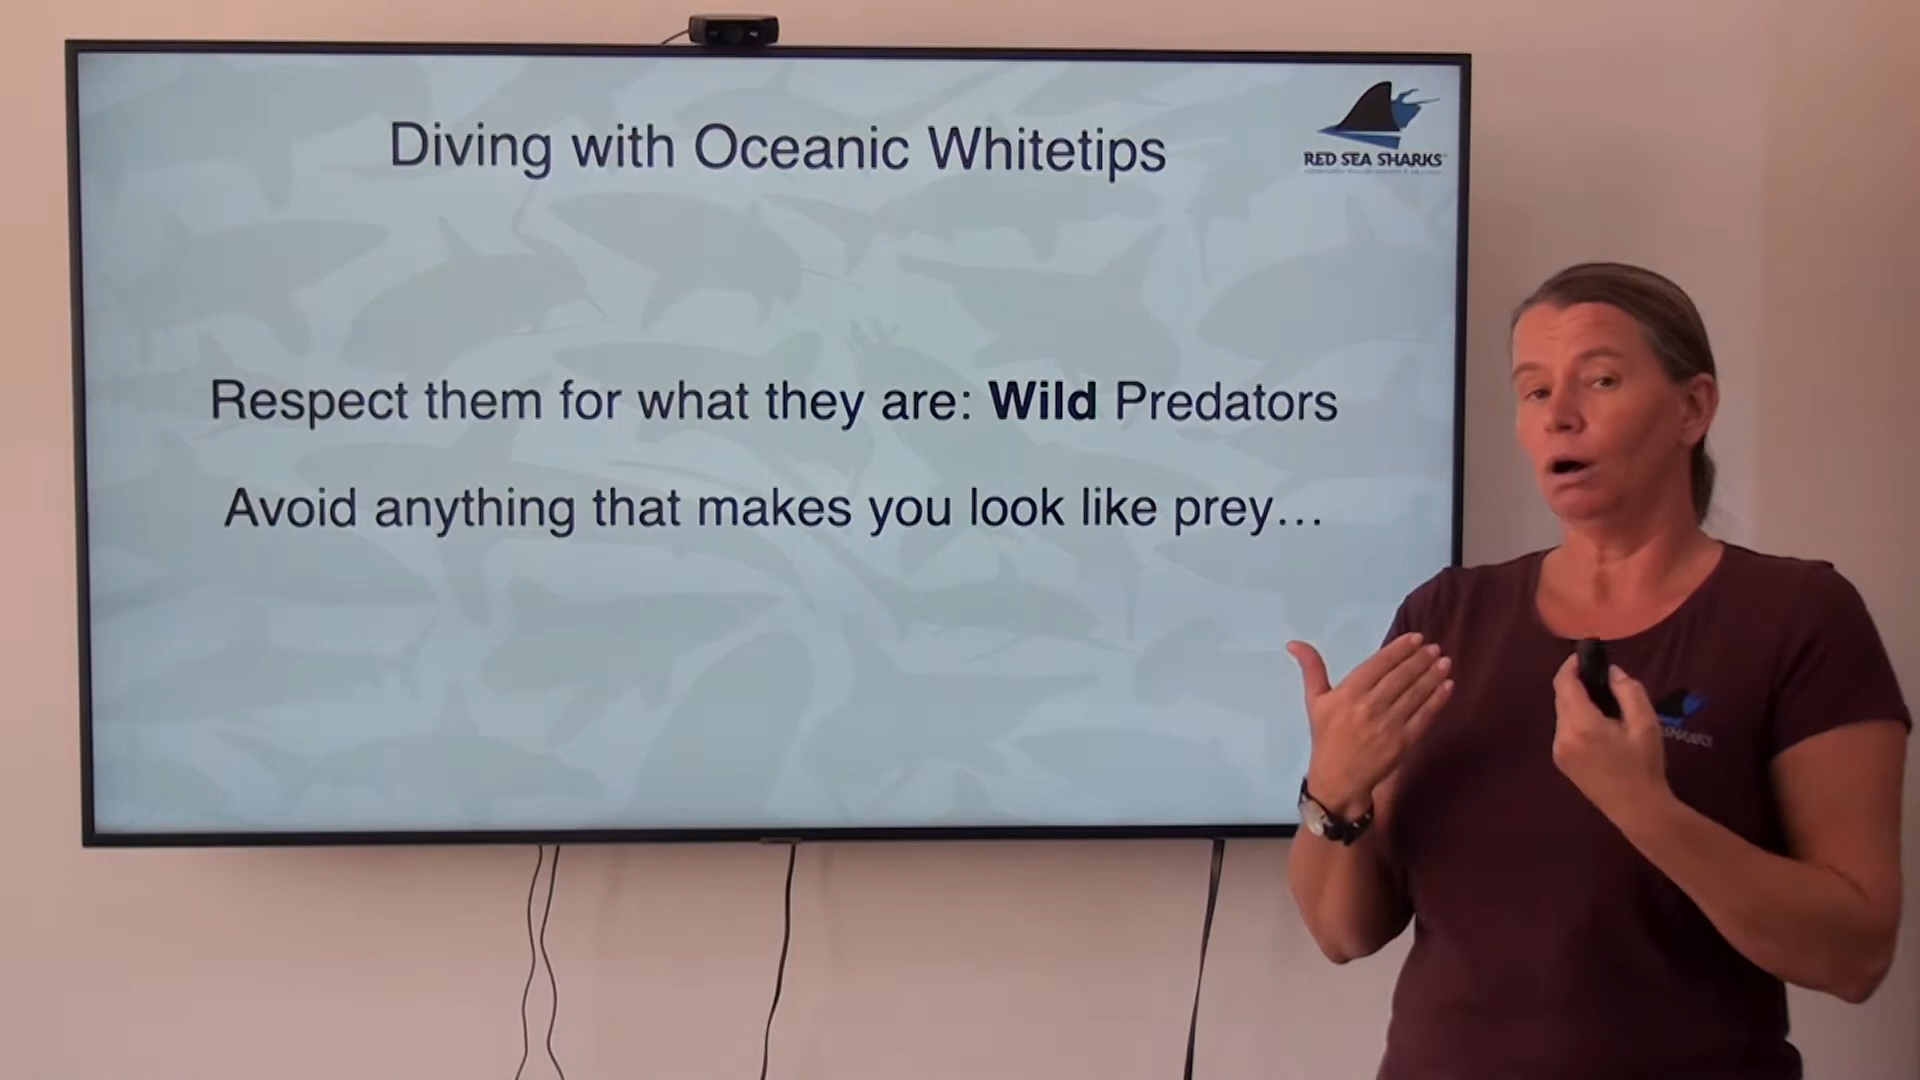 Diving with Oceanic Whitetips
RED SEA SHARKS
Respect them for what they are: Wild Predators
Avoid anything that makes you look like prey…
SHARKS